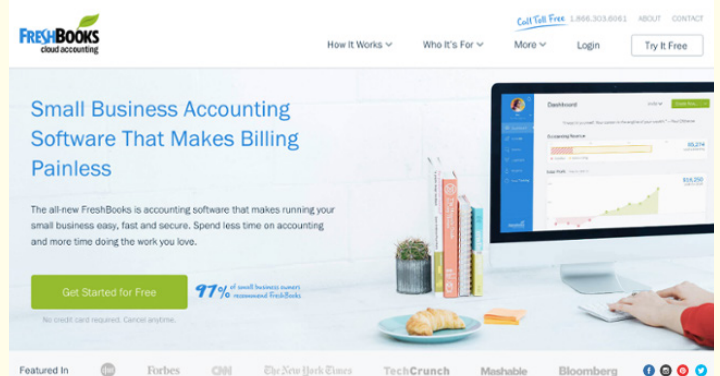 FRESHBOOKS
cloud accounting
Call Toll Free 1.866.303.6061 ABOUT CONTACT
How It Works Who It's For More Login Try It Free
Small Business Accounting
Software That Makes Billing
Painless
The all-new FreshBooks is accounting software that makes running your
small business easy, fast and secure. Spend less time on accounting
and more time doing the work you love.
Get Started for Free
97% of small business owners
recommend FreshBooks
No credit card required. Cancel anytime.
Dashboard
Outstanding Revenue
Total Profit
Featured In Forbes CNN The New York Times TechCrunch Mashable Bloomberg